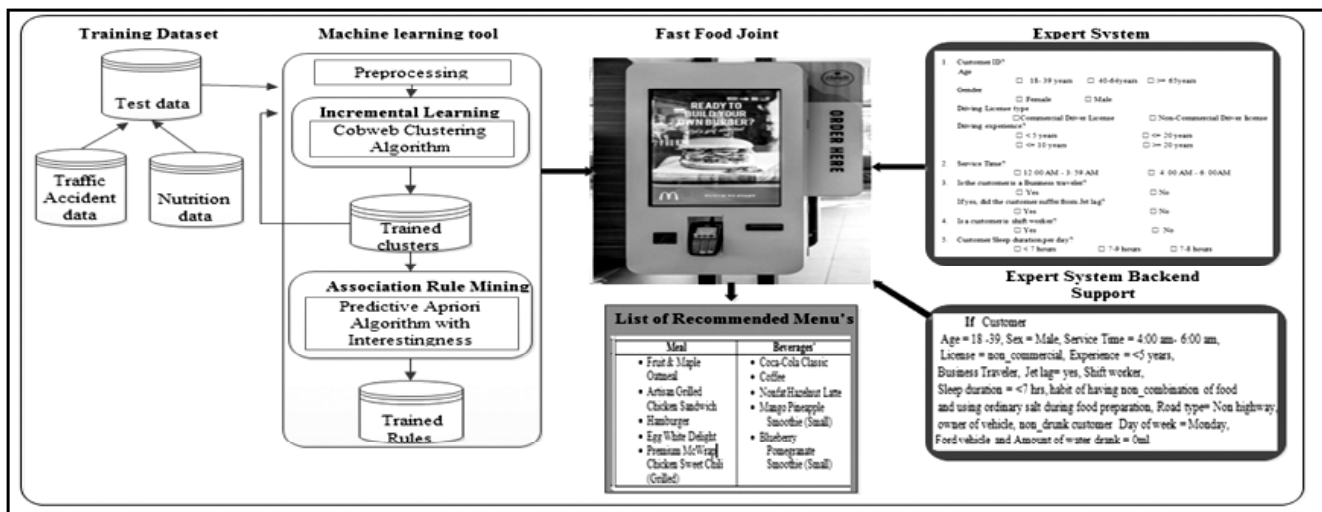 Training Dataset
Test data
Traffic
Accident
data
Nutrition
data
Machine learning tool
Preprocessing
Incremental Learning
Cobweb Clustering
Algorithm
Trained
clusters
Association Rule Mining
Predictive Apriori
Algorithm with
Interestingness
Trained
Rules
Fast Food Joint
READY TO
BUILD YOUR
OWN BURGER?
ORDER HERE
List of Recommended Menu's
Meal
• Fruit & Maple
Oatmeal
• Artisan Grilled
Chicken Sandwich
• Hamburger
• Egg White Delight
• Premium McWrap
Chicken Sweet Chili
(Grilled)
Beverages'
• Coca-Cola Classic
• Coffee
• Nonfat Hazelnut Latte
• Mango Pineapple
Smoothie (Small)
• Blueberry
Pomegranate
Smoothie (Small)
Expert System
1. Customer ID?
Age
☐ 18- 39 years ☐ 40-64years ☐ >= 65years
Gender
☐ Female ☐ Male
Driving License type
☐Commercial Driver License ☐ Non-Commercial Driver license
Driving experience?
☐ < 5 years ☐ <= 20 years
☐ <= 10 years ☐ >= 20 years
2. Service Time?
☐ 12:00 AM - 3: 59 AM ☐ 4: 00 AM - 6: 00AM
3. Is the customer is a Business traveler?
☐ Yes ☐ No
If yes, did the customer suffer from Jet lag?
☐ Yes ☐ No
4. Is a customer is shift worker?
☐ Yes ☐ No
5. Customer Sleep duration per day?
☐ < 7 hours ☐ 7-9 hours ☐ 7-8 hours
Expert System Backend
Support
If Customer
Age = 18 -39, Sex = Male, Service Time = 4:00 am- 6:00 am,
License = non_commercial, Experience = <5 years,
Business Traveler, Jet lag= yes, Shift worker,
Sleep duration = <7 hrs, habit of having non_combination of food
and using ordinary salt during food preparation, Road type= Non highway,
owner of vehicle, non_drunk customer Day of week = Monday,
Ford vehicle and Amount of water drunk = 0ml